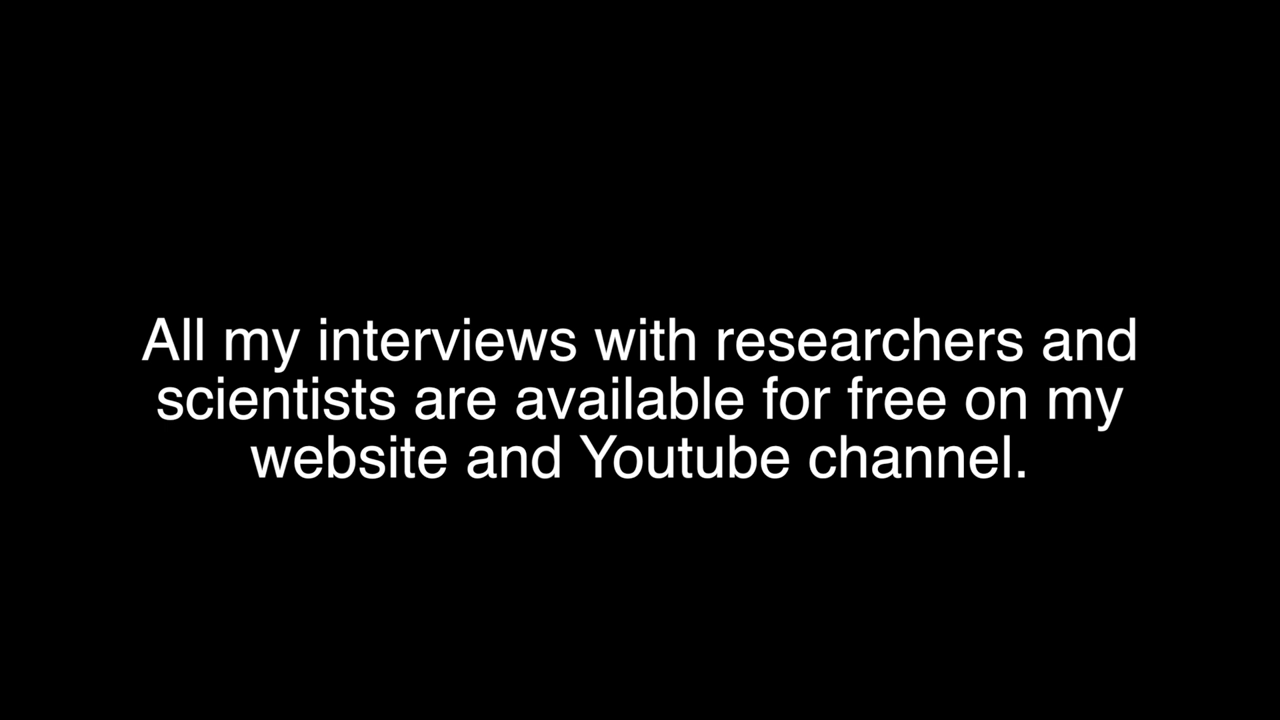 All my interviews with researchers and
scientists are available for free on my
website and Youtube channel.